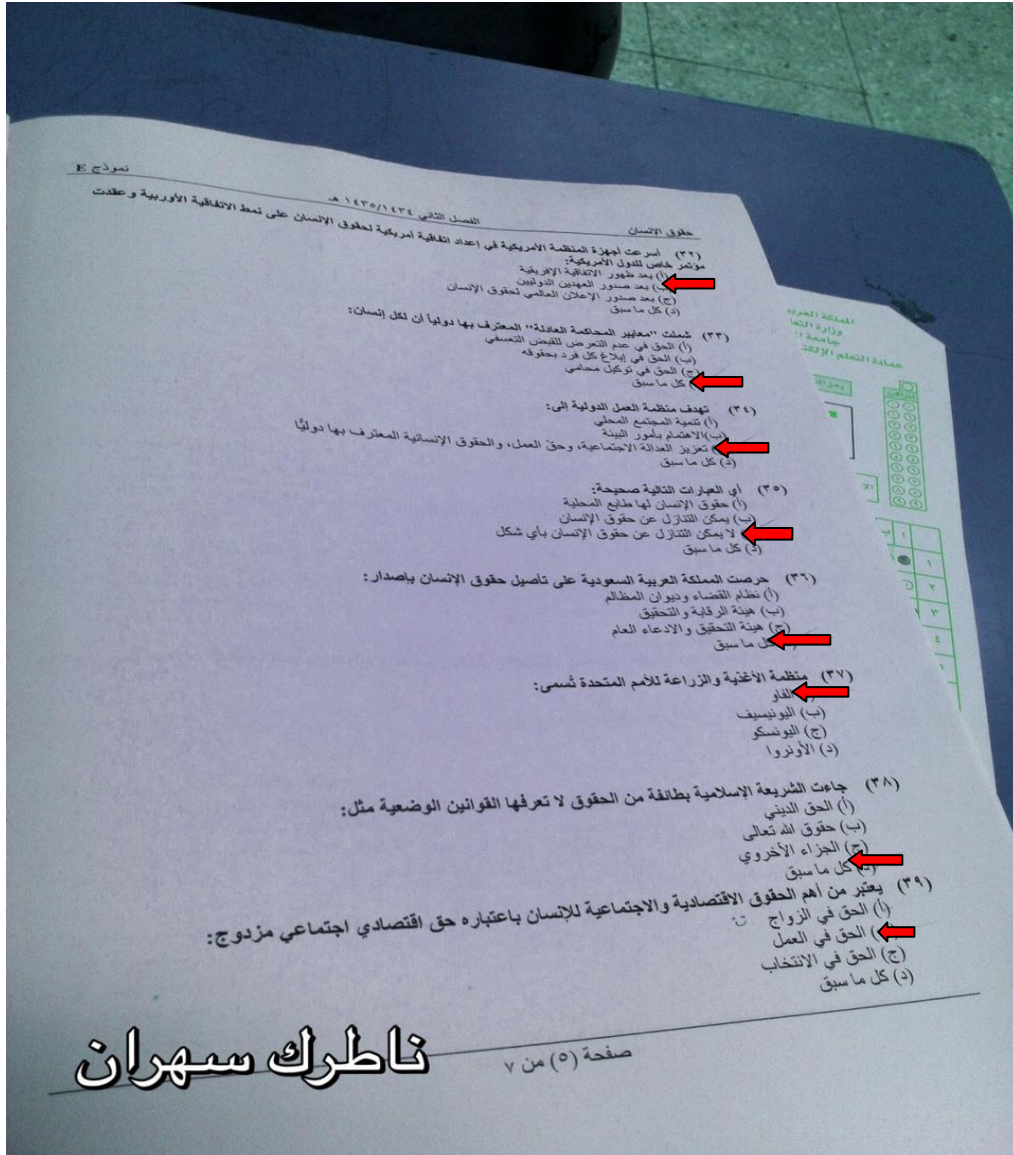 نموذج E
الفصل الثاني ١٤٣٥/١٤٣٤ هـ
حقوق الانسان
(٣٢) أسرعت أجهزة المنظمة الأمريكية في إعداد اتفاقية أمريكية لحقوق الإنسان على نمط الاتفاقية الأوربية وعقدت
مؤتمر خاص للدول الأمريكية:
(أ) بعد ظهور الاتفاقية الإفريقية
ب) بعد صدور العهدين الدوليين
(ج) بعد صدور الإعلان العالمي لحقوق الإنسان
(د) كل ما سبق
(٣٣) شملت "معايير المحاكمة العادلة" المعترف بها دولياً أن لكل إنسان:
(أ) الحق في عدم التعرض للقبض التعسفي
(ب) الحق في إبلاغ كل فرد بحقوقه
(ج) الحق في توكيل محامي
كل ما سبق
(٣٤) تهدف منظمة العمل الدولية إلى:
(أ) تنمية المجتمع المحلي
(ب)الاهتمام بأمور البيئة
تعزيز العدالة الاجتماعية، وحق العمل، والحقوق الإنسانية المعترف بها دوليًّا
(د) كل ما سبق
(٣٥) أي العبارات التالية صحيحة:
(أ) حقوق الإنسان لها طابع المحلية
(ب) يمكن التنازل عن حقوق الإنسان
لا يمكن التنازل عن حقوق الإنسان بأي شكل
(د) كل ما سبق
(٣٦) حرصت المملكة العربية السعودية على تأصيل حقوق الإنسان بإصدار:
(أ) نظام القضاء وديوان المظالم
(ب) هيئة الرقابة والتحقيق
(ج) هيئة التحقيق والادعاء العام
كل ما سبق
(٣٧) منظمة الأغذية والزراعة للأمم المتحدة تُسمى:
الفاو
(ب) اليونيسيف
(ج) اليونسكو
(د) الأونروا
(٣٨) جاءت الشريعة الإسلامية بطائفة من الحقوق لا تعرفها القوانين الوضعية مثل:
(أ) الحق الديني
(ب) حقوق الله تعالى
(ج) الجزاء الأخروي
(د) كل ما سبق
(٣٩) يعتبر من أهم الحقوق الاقتصادية والاجتماعية للإنسان باعتباره حق اقتصادي اجتماعي مزدوج:
(أ) الحق في الزواج
) الحق في العمل
(ج) الحق في الانتخاب
(د) كل ما سبق
صفحة (٥) من ٧
ناطرك سهران
المملكة العربي
وزارة التعا
جامعة ا
عمادة التعلم الإلكت